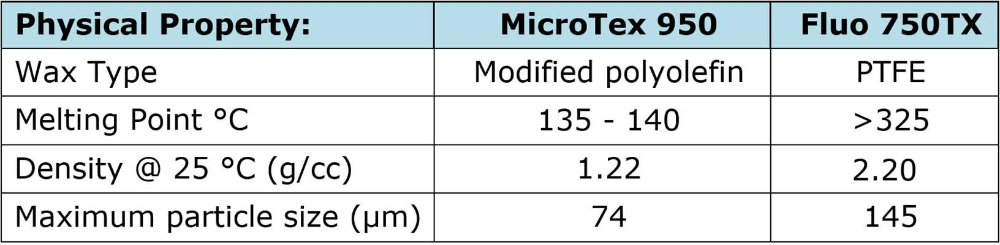 Physical Property: MicroTex 950 Fluo 750TX
Wax Type Modified polyolefin PTFE
Melting Point °C 135 - 140 >325
Density @ 25 °C (g/cc) 1.22 2.20
Maximum particle size (µm) 74 145